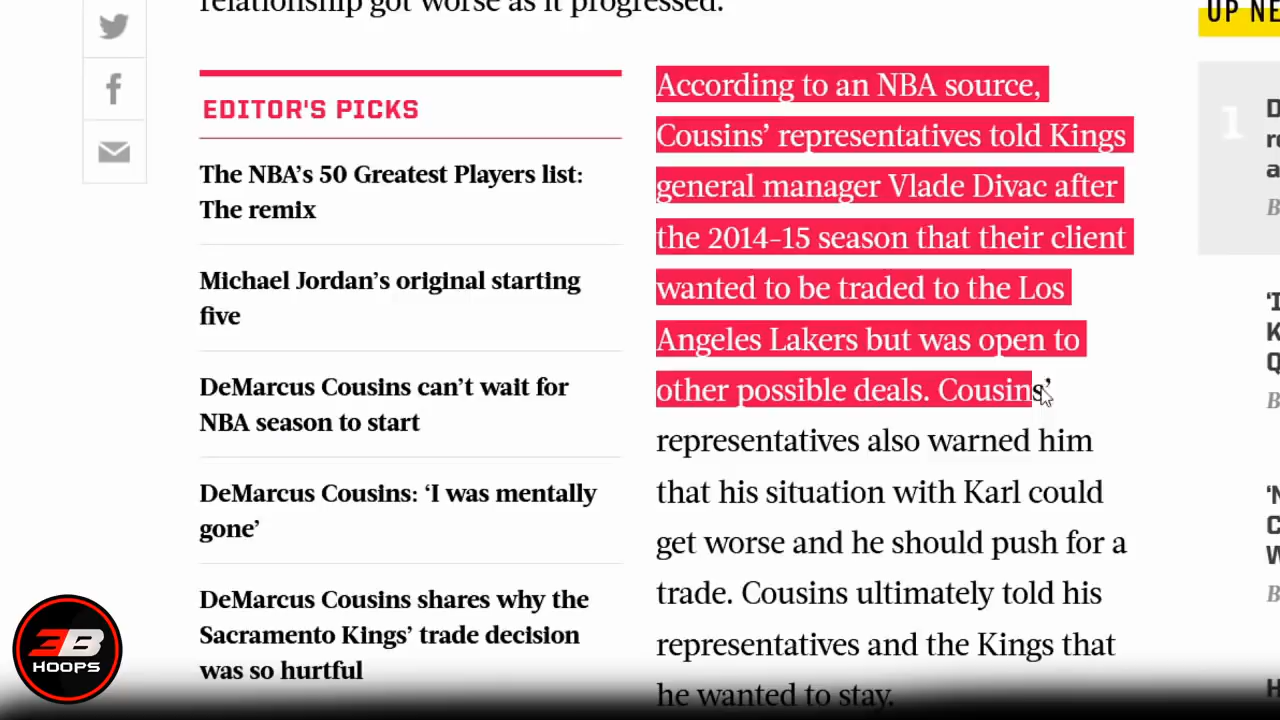 relationship got worse as it progressed.
EDITOR'S PICKS
The NBA's 50 Greatest Players list:
The remix
Michael Jordan's original starting
five
DeMarcus Cousins can't wait for
NBA season to start
DeMarcus Cousins: 'I was mentally
gone'
DeMarcus Cousins shares why the
Sacramento Kings' trade decision
was so hurtful
According to an NBA source,
Cousins' representatives told Kings
general manager Vlade Divac after
the 2014-15 season that their client
wanted to be traded to the Los
Angeles Lakers but was open to
other possible deals. Cousins'
representatives also warned him
that his situation with Karl could
get worse and he should push for a
trade. Cousins ultimately told his
representatives and the Kings that
he wanted to stay.
UP NE
1
3B
HOOPS